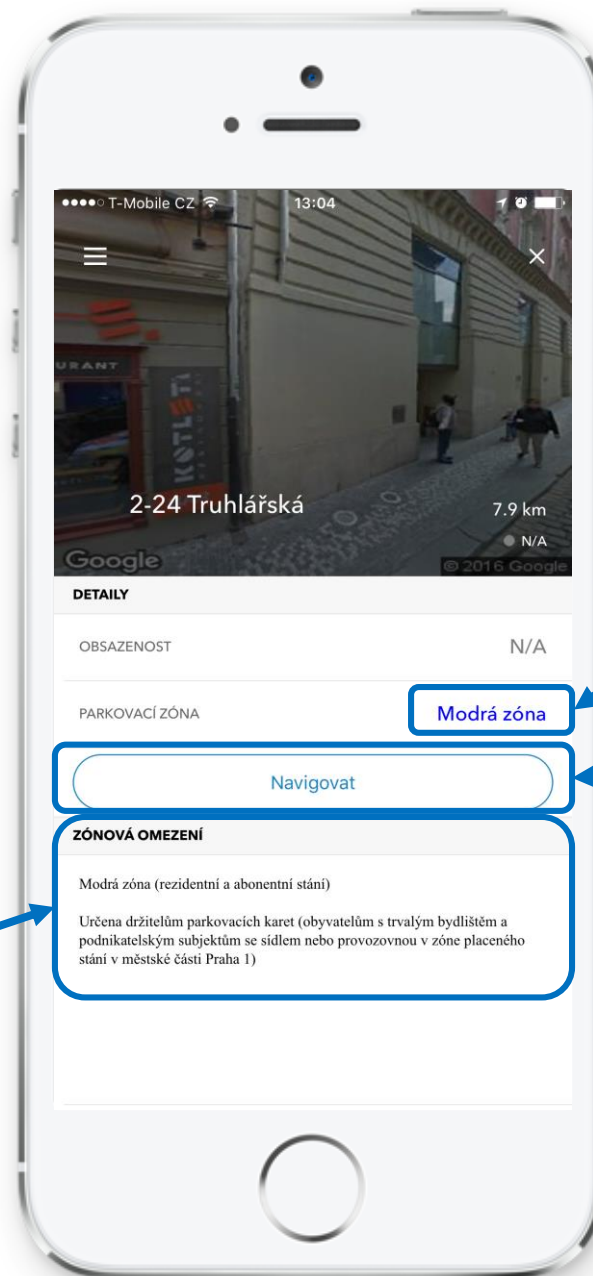 T-Mobile CZ 13:04
URANT
KOTLETA
2-24 Truhlářská
7.9 km
N/A
Google
© 2016 Google
DETAILY
OBSAZENOST N/A
PARKOVACÍ ZÓNA Modrá zóna
Navigovat
ZÓNOVÁ OMEZENÍ
Modrá zóna (rezidentní a abonentní stání)
Určena držitelům parkovacích karet (obyvatelům s trvalým bydlištěm a
podnikatelským subjektům se sídlem nebo provozovnou v zóne placeného
stání v městské části Praha 1)